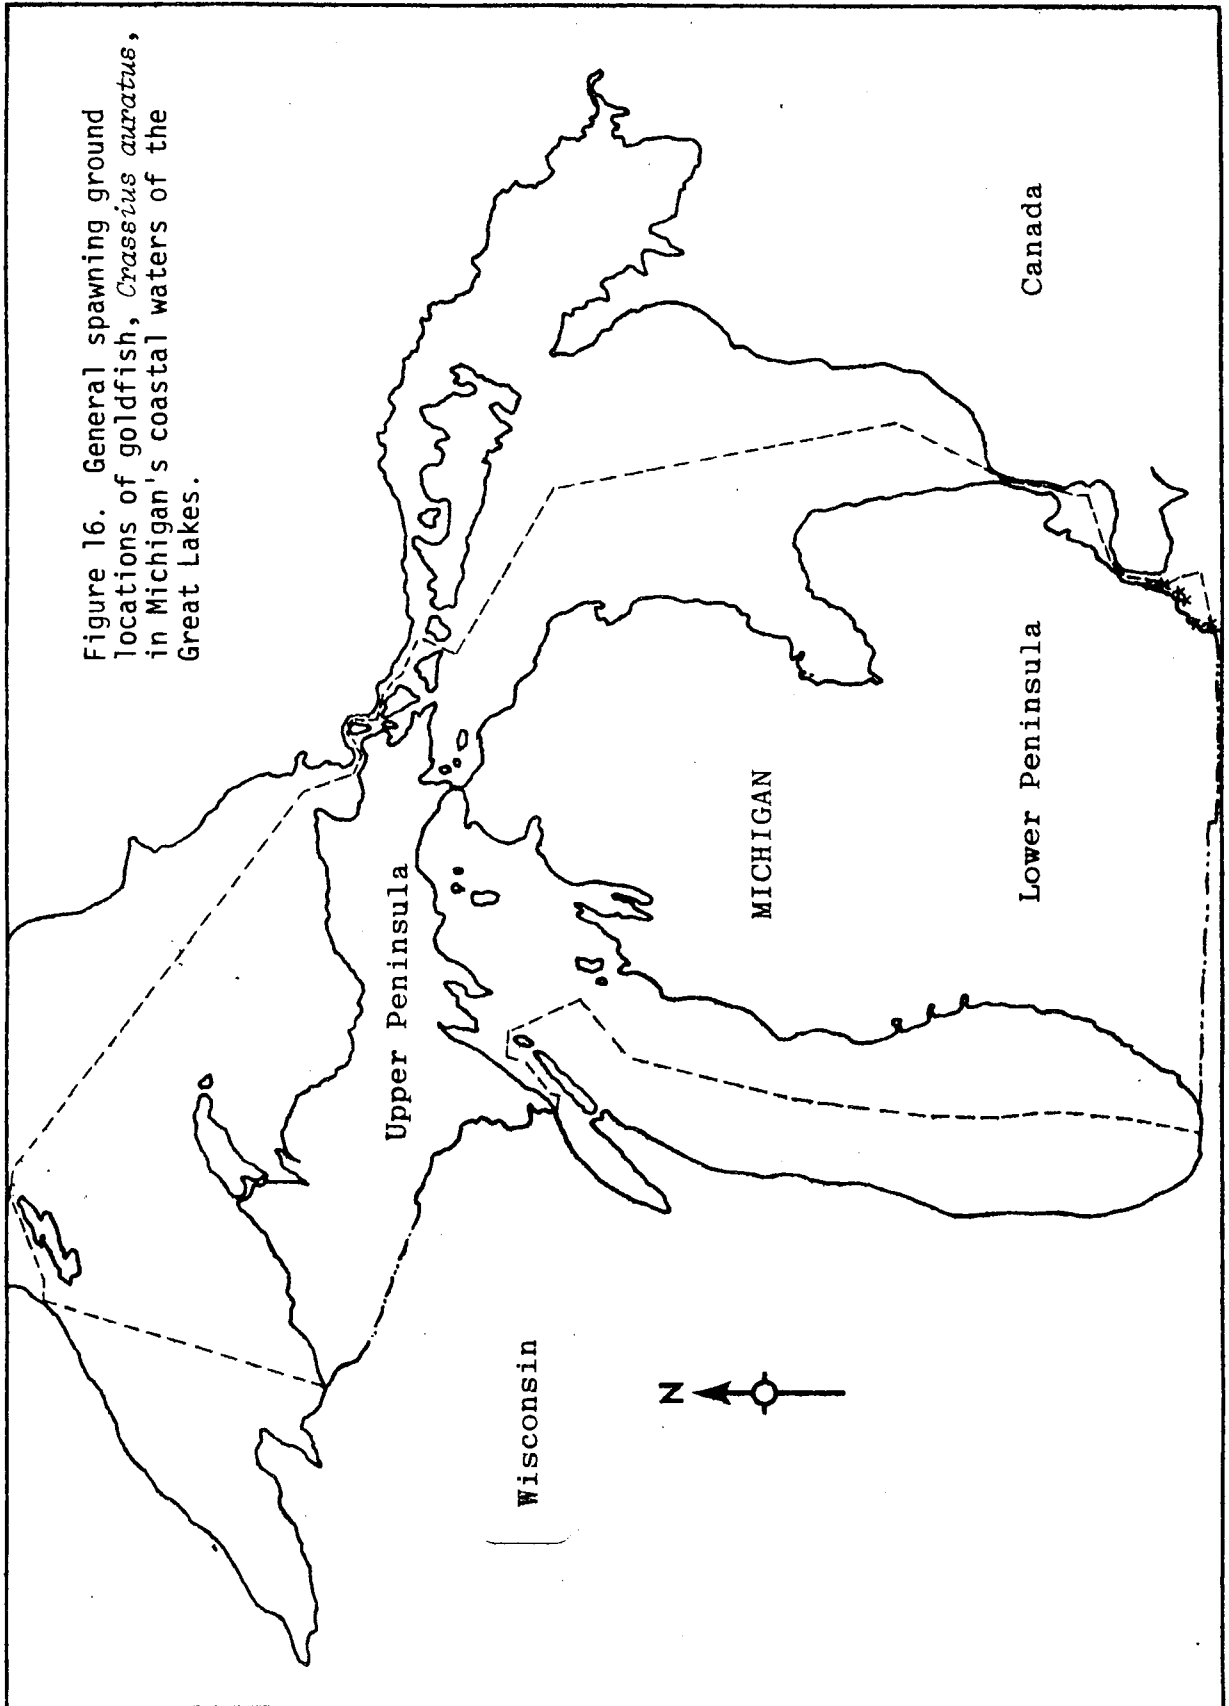 Figure 16. General spawning ground
locations of goldfish, Crassius auratus,
in Michigan's coastal waters of the
Great Lakes.
Canada
Upper Peninsula
MICHIGAN
Lower Peninsula
Wisconsin
N